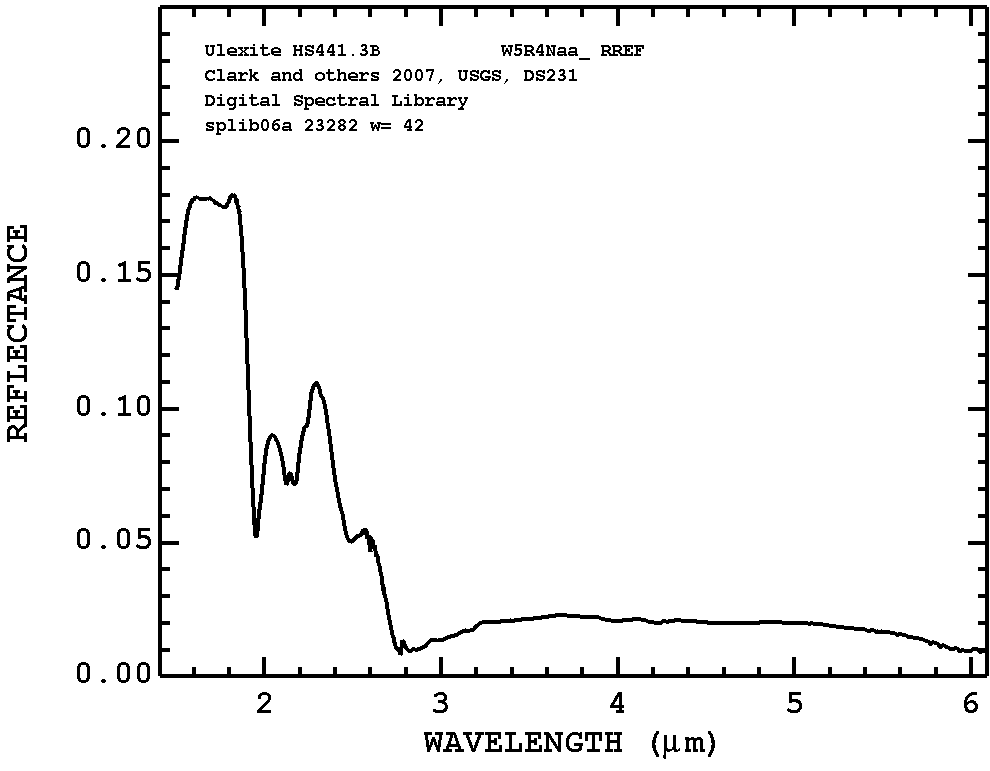 Ulexite HS441.3B W5R4Naa_ RREF
Clark and others 2007, USGS, DS231
Digital Spectral Library
splib06a 23282 w= 42
REFLECTANCE
0.20
0.15
0.10
0.05
0.00
2 3 4 5 6
WAVELENGTH (μm)